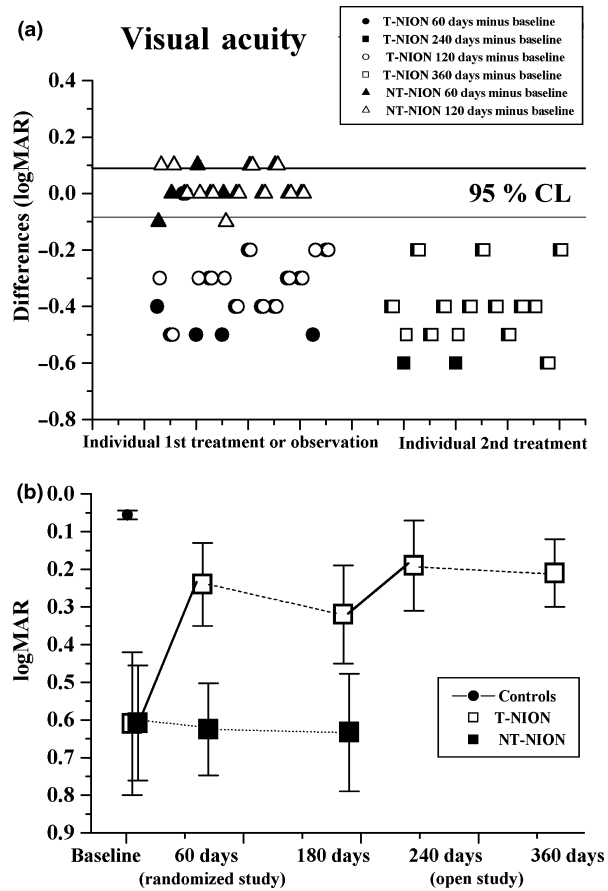 (a)
Visual acuity
T-NION 60 days minus baseline
T-NION 240 days minus baseline
T-NION 120 days minus baseline
T-NION 360 days minus baseline
NT-NION 60 days minus baseline
NT-NION 120 days minus baseline
Differences (logMAR)
0.4
0.2
0.0
−0.2
−0.4
−0.6
−0.8
95 % CL
Individual 1st treatment or observation
Individual 2nd treatment
(b)
logMAR
0.0
0.1
0.2
0.3
0.4
0.5
0.6
0.7
0.8
0.9
Controls
T-NION
NT-NION
Baseline 60 days 180 days 240 days 360 days
(randomized study) (open study)